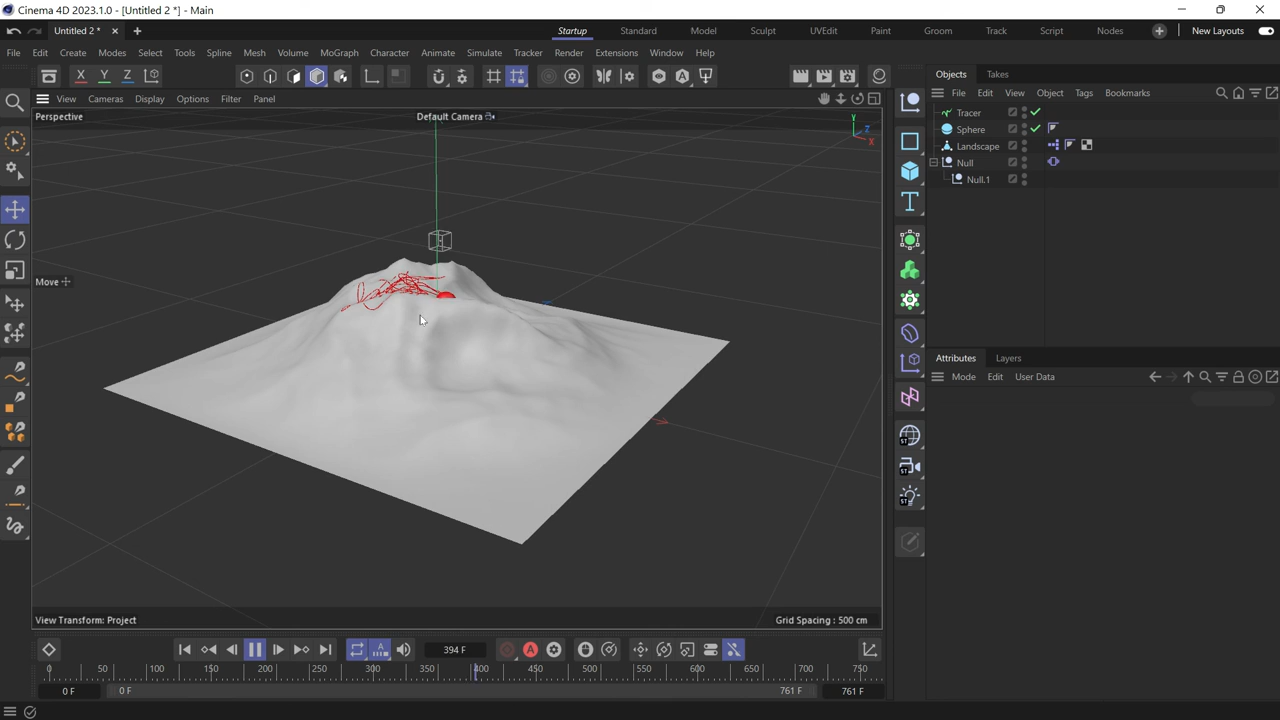 Cinema 4D 2023.1.0 - [Untitled 2 *] - Main
Untitled 2 *
Startup Standard Model Sculpt UVEdit Paint Groom Track Script Nodes New Layouts
File Edit Create Modes Select Tools Spline Mesh Volume MoGraph Character Animate Simulate Tracker Render Extensions Window Help
X Y Z
View Cameras Display Options Filter Panel
Perspective
Default Camera
Y Z X
Move
View Transform: Project
Grid Spacing : 500 cm
Objects Takes
File Edit View Object Tags Bookmarks
Tracer
Sphere
Landscape
Null
Null.1
Attributes Layers
Mode Edit User Data
ST
ST
ST
394 F
0 50 100 150 200 250 300 350 400 450 500 550 600 650 700 750
0 F 0 F 761 F 761 F